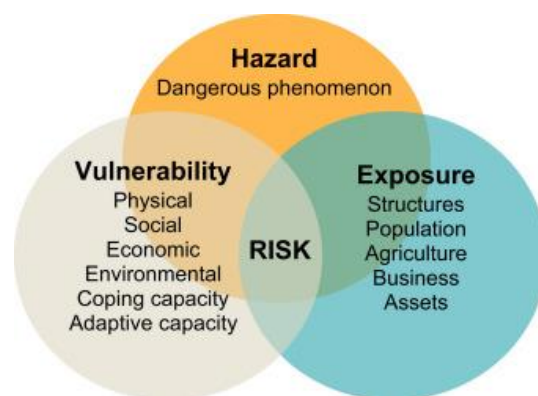 Hazard
Dangerous phenomenon
Vulnerability
Physical
Social
Economic
Environmental
Coping capacity
Adaptive capacity
RISK
Exposure
Structures
Population
Agriculture
Business
Assets